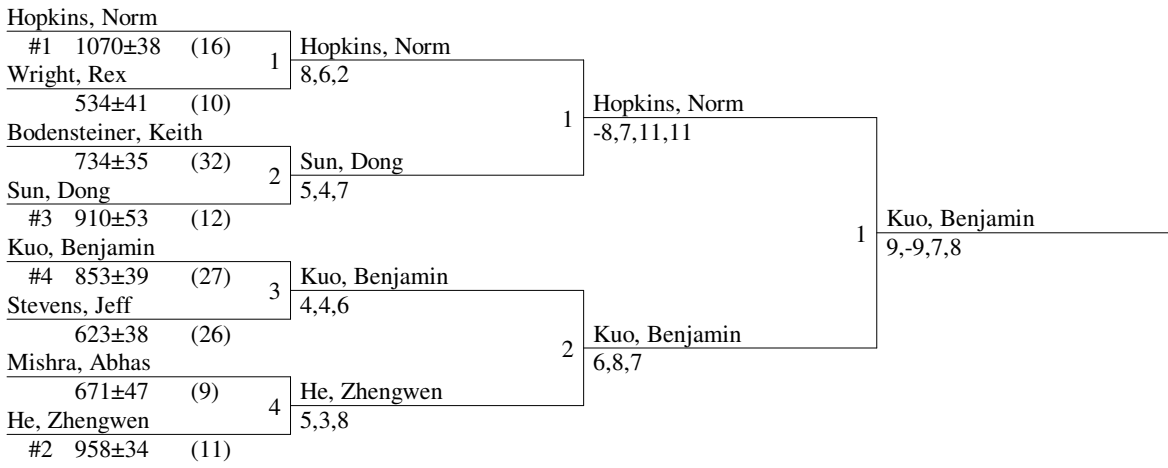 Hopkins, Norm
#1 1070±38 (16)
1
Hopkins, Norm
8,6,2
Wright, Rex
534±41 (10)
1
Hopkins, Norm
-8,7,11,11
Bodensteiner, Keith
734±35 (32)
2
Sun, Dong
5,4,7
Sun, Dong
#3 910±53 (12)
1
Kuo, Benjamin
9,-9,7,8
Kuo, Benjamin
#4 853±39 (27)
3
Kuo, Benjamin
4,4,6
Stevens, Jeff
623±38 (26)
2
Kuo, Benjamin
6,8,7
Mishra, Abhas
671±47 (9)
4
He, Zhengwen
5,3,8
He, Zhengwen
#2 958±34 (11)